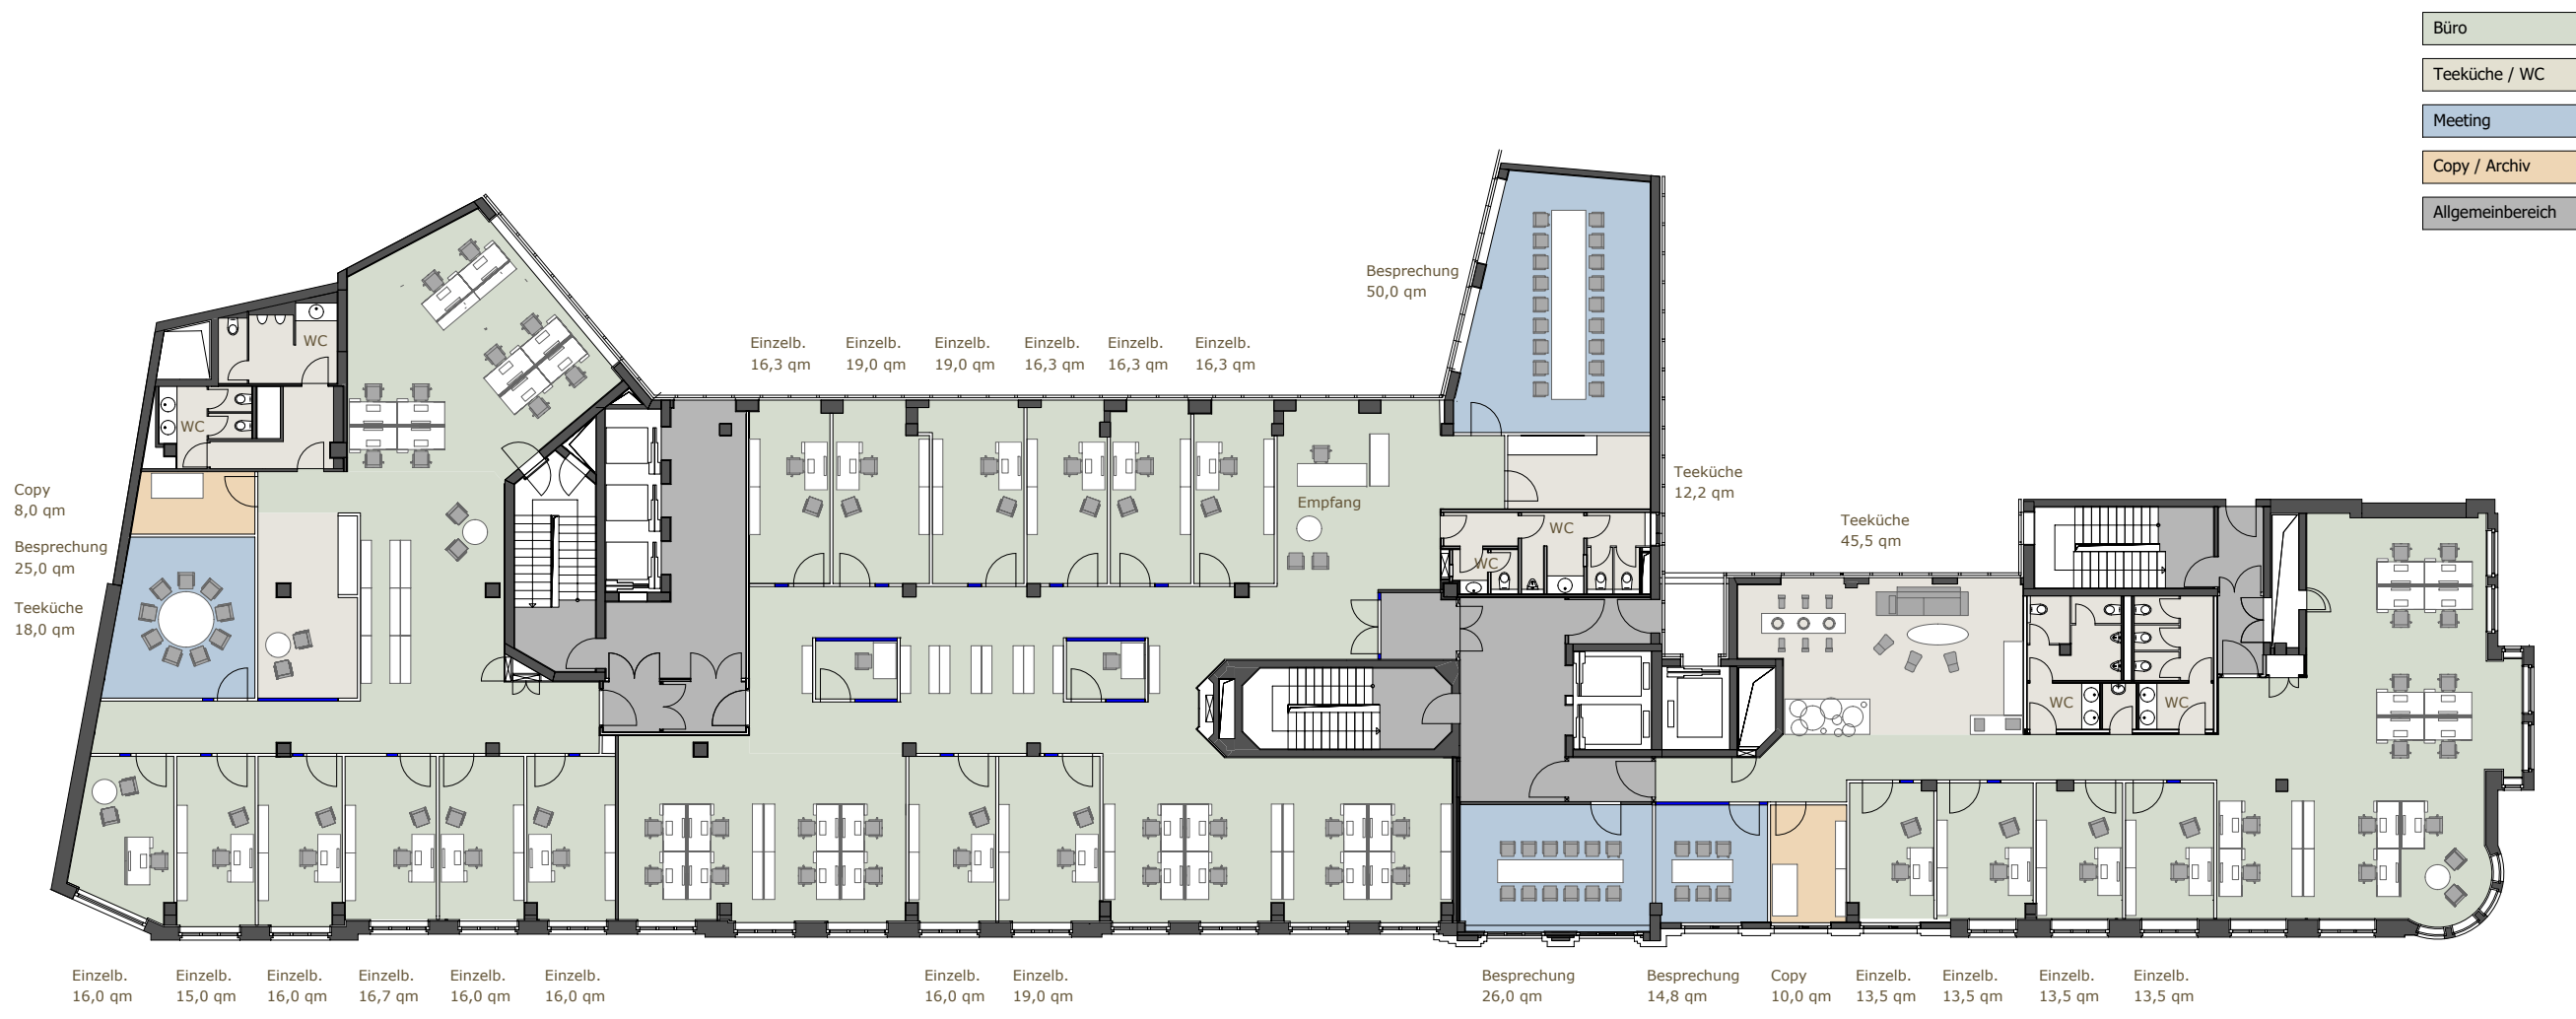 Büro
Teeküche / WC
Meeting
Copy / Archiv
Allgemeinbereich
Besprechung
50,0 qm
WC
Einzelb.
16,3 qm
Einzelb.
19,0 qm
Einzelb.
19,0 qm
Einzelb.
16,3 qm
Einzelb.
16,3 qm
Einzelb.
16,3 qm
WC
Copy
8,0 qm
Besprechung
25,0 qm
Teeküche
18,0 qm
Empfang
Teeküche
12,2 qm
WC
WC
Teeküche
45,5 qm
WC
WC
Einzelb.
16,0 qm
Einzelb.
15,0 qm
Einzelb.
16,0 qm
Einzelb.
16,7 qm
Einzelb.
16,0 qm
Einzelb.
16,0 qm
Einzelb.
16,0 qm
Einzelb.
19,0 qm
Besprechung
26,0 qm
Besprechung
14,8 qm
Copy
10,0 qm
Einzelb.
13,5 qm
Einzelb.
13,5 qm
Einzelb.
13,5 qm
Einzelb.
13,5 qm